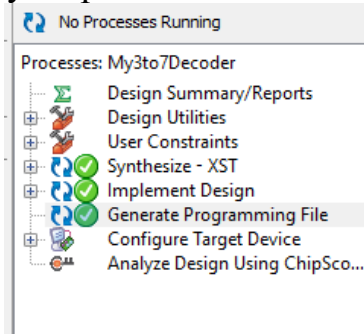 No Processes Running
Processes: My3to7Decoder
Design Summary/Reports
Design Utilities
User Constraints
Synthesize - XST
Implement Design
Generate Programming File
Configure Target Device
Analyze Design Using ChipSco...